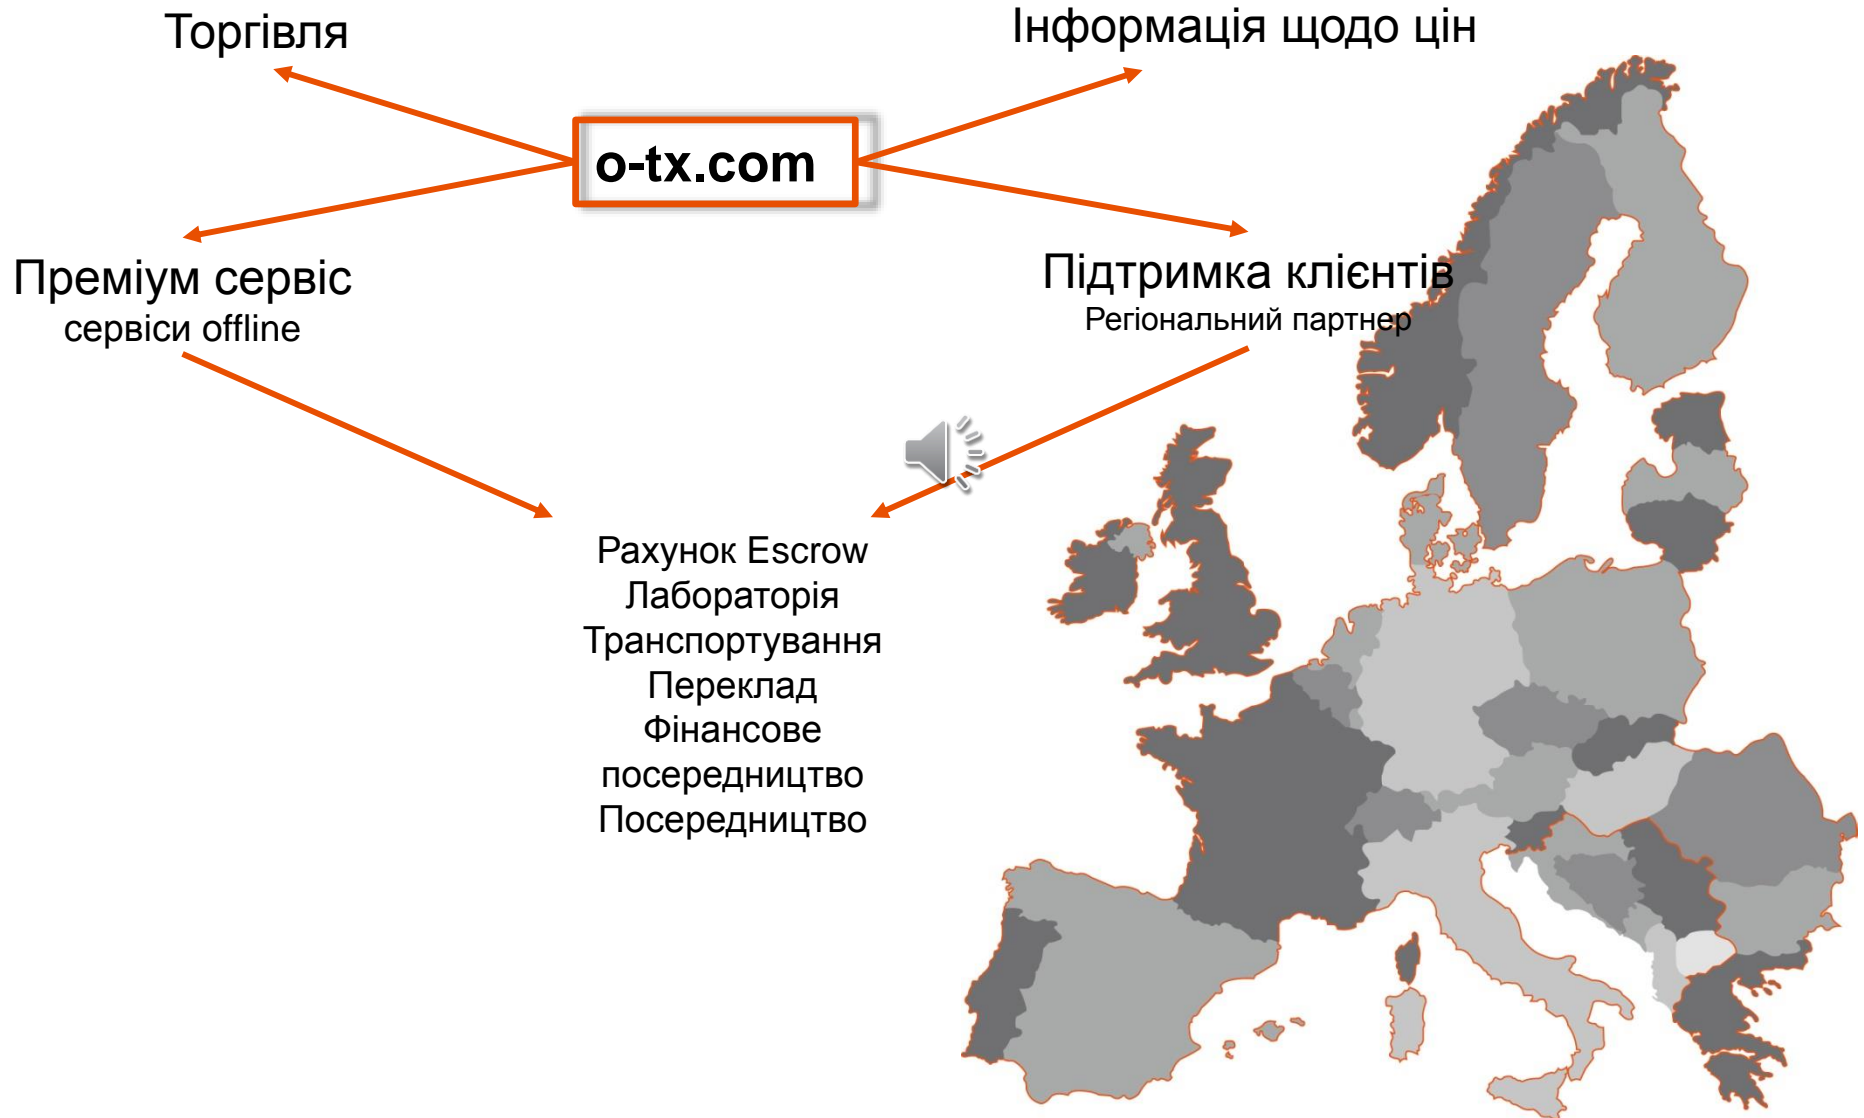 Торгівля
Інформація щодо цін
o-tx.com
Преміум сервіс
сервіси offline
Підтримка клієнтів
Регіональний партнер
Рахунок Escrow
Лабораторія
Транспортування
Переклад
Фінансове
посередництво
Посередництво